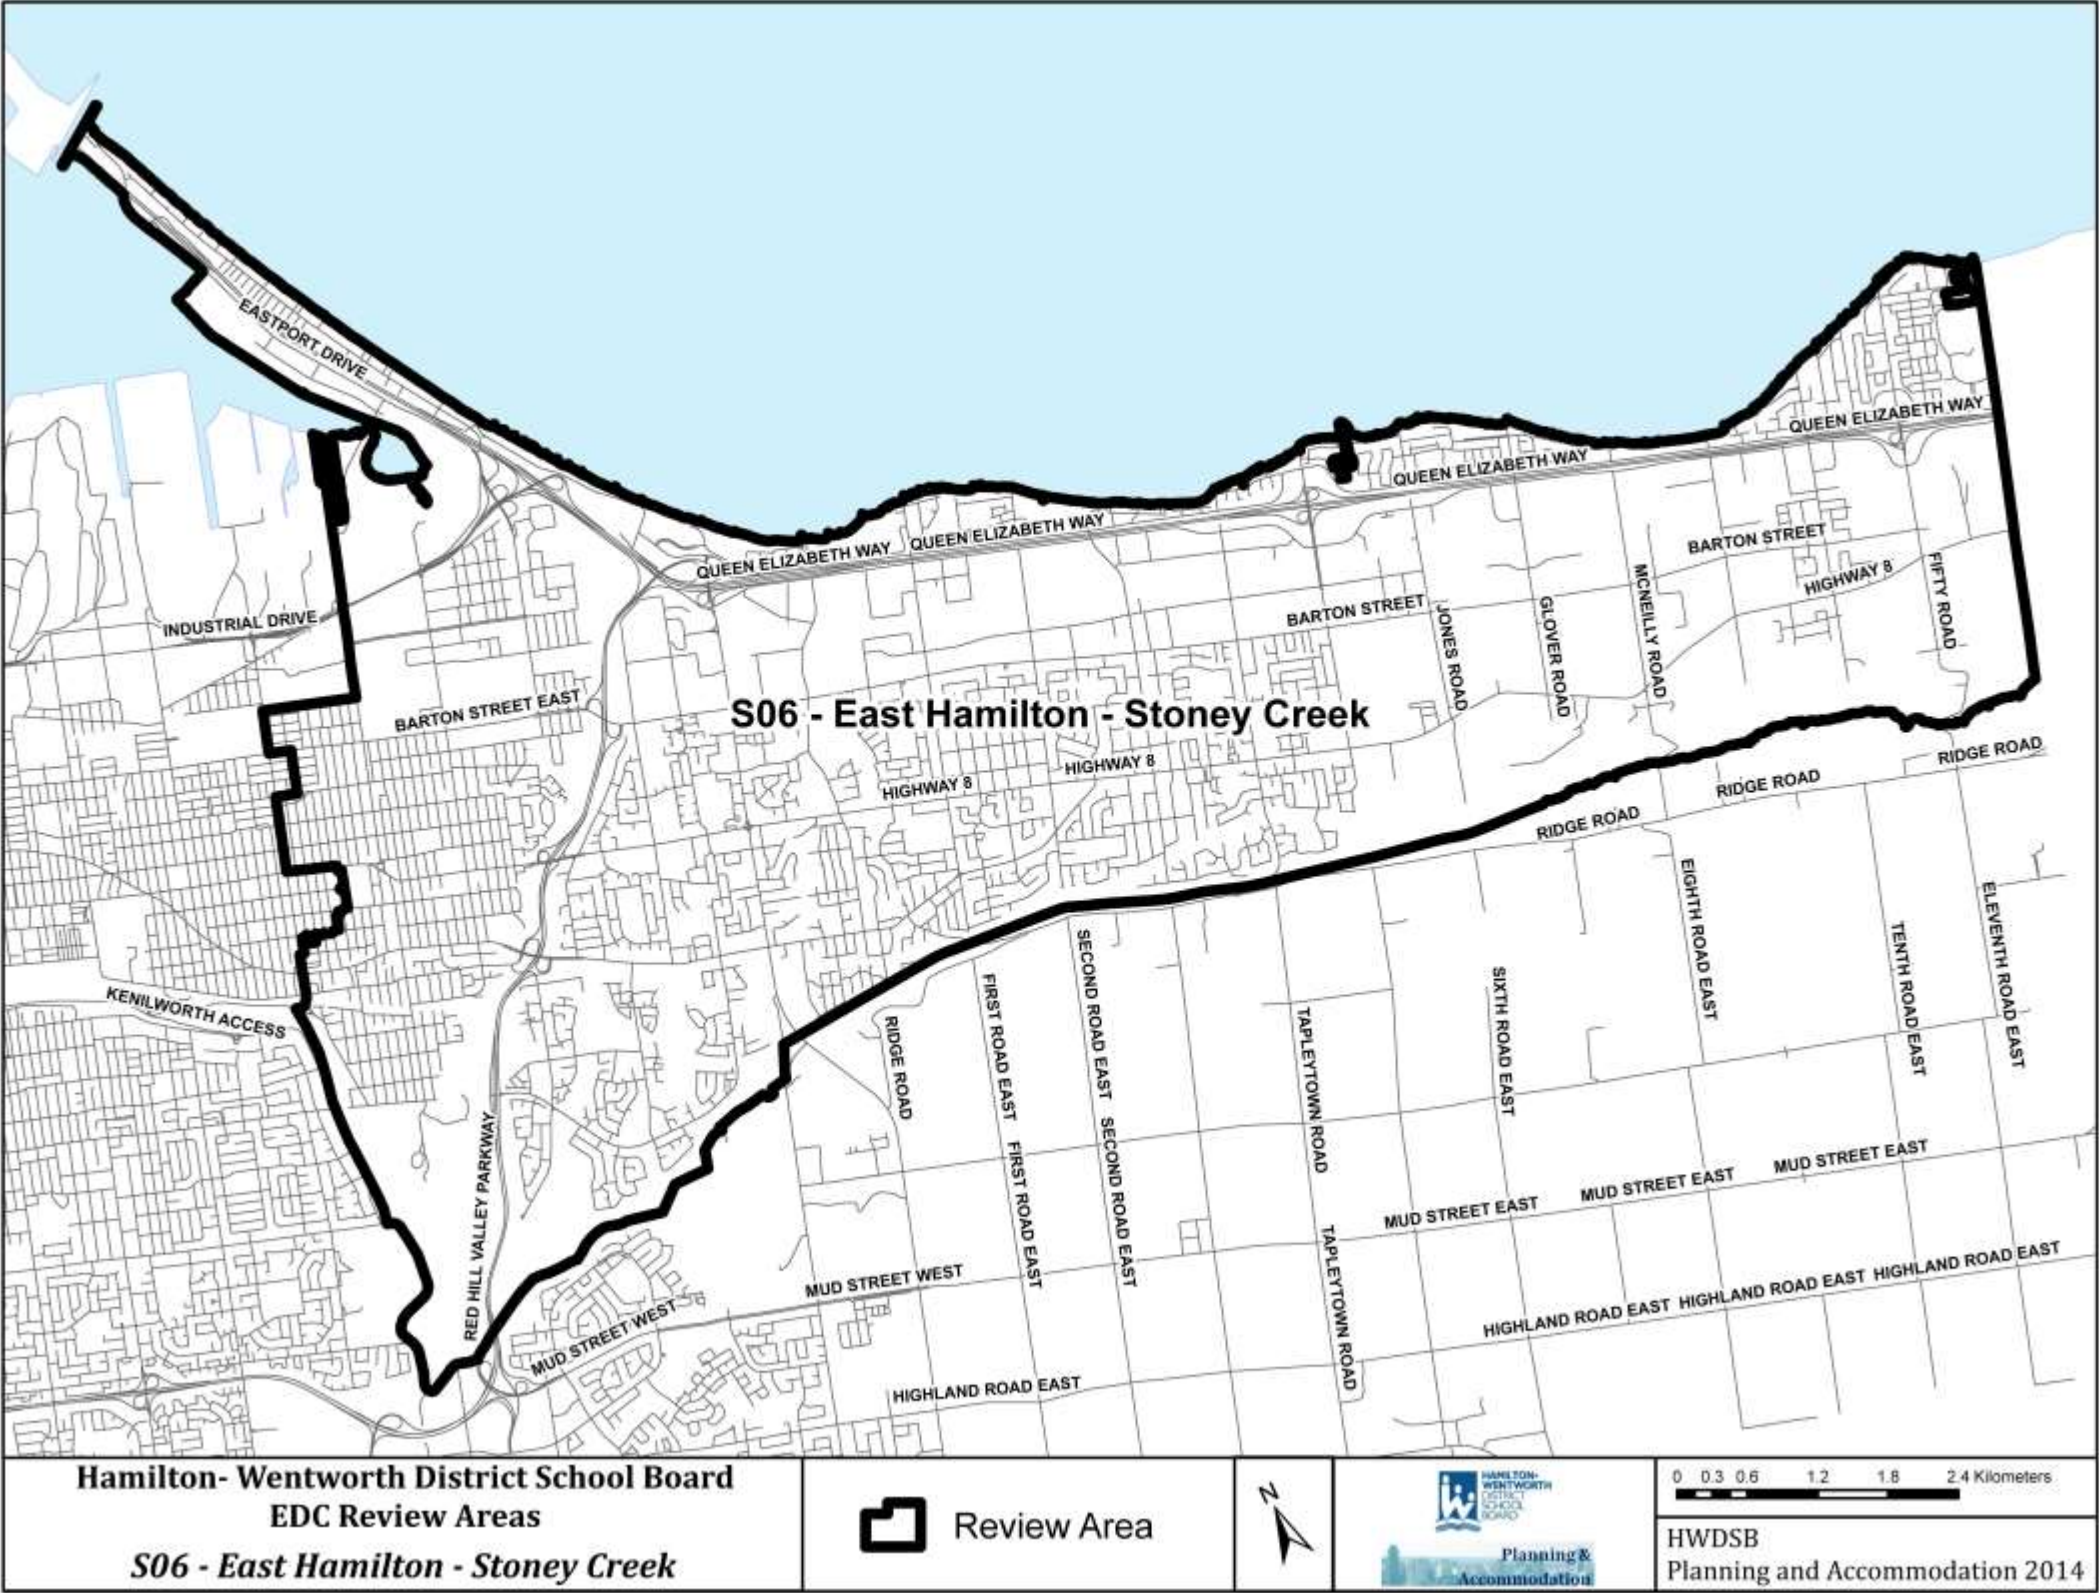 EASTPORT DRIVE
QUEEN ELIZABETH WAY
QUEEN ELIZABETH WAY
QUEEN ELIZABETH WAY
QUEEN ELIZABETH WAY
BARTON STREET
HIGHWAY 8
FIFTY ROAD
MCNEILLY ROAD
GLOVER ROAD
JONES ROAD
BARTON STREET
INDUSTRIAL DRIVE
BARTON STREET EAST
S06 - East Hamilton - Stoney Creek
HIGHWAY 8
HIGHWAY 8
RIDGE ROAD
RIDGE ROAD
RIDGE ROAD
KENILWORTH ACCESS
RED HILL VALLEY PARKWAY
RIDGE ROAD
FIRST ROAD EAST
FIRST ROAD EAST
SECOND ROAD EAST
SECOND ROAD EAST
TAPLEYTOWN ROAD
TAPLEYTOWN ROAD
SIXTH ROAD EAST
EIGHTH ROAD EAST
TENTH ROAD EAST
ELEVENTH ROAD EAST
MUD STREET EAST
MUD STREET EAST
MUD STREET EAST
MUD STREET WEST
MUD STREET WEST
HIGHLAND ROAD EAST
HIGHLAND ROAD EAST
HIGHLAND ROAD EAST
HIGHLAND ROAD EAST
Hamilton- Wentworth District School Board
EDC Review Areas
S06 - East Hamilton - Stoney Creek
Review Area
N
HAMILTON-
WENTWORTH
DISTRICT
SCHOOL
BOARD
Planning &
Accommodation
0 0.3 0.6 1.2 1.8 2.4 Kilometers
HWDSB
Planning and Accommodation 2014